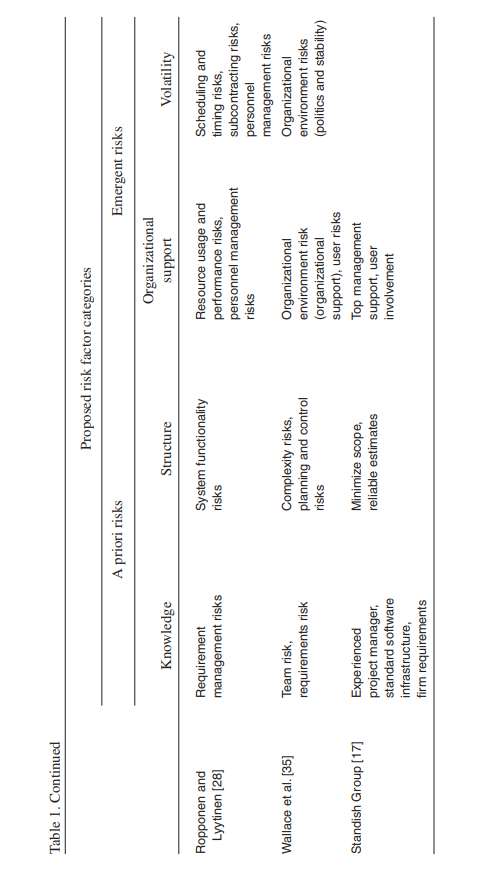 Table 1. Continued
Proposed risk factor categories
A priori risks
Emergent risks
Knowledge
Structure
Organizational
support
Volatility
Ropponen and
Lyytinen [28]
Requirement
management risks
System functionality
risks
Resource usage and
performance risks,
personnel management
risks
Scheduling and
timing risks,
subcontracting risks,
personnel
management risks
Wallace et al. [35]
Team risk,
requirements risk
Complexity risks,
planning and control
risks
Organizational
environment risk
(organizational
support), user risks
Organizational
environment risks
(politics and stability)
Standish Group [17]
Experienced
project manager,
standard software
infrastructure,
firm requirements
Minimize scope,
reliable estimates
Top management
support, user
involvement